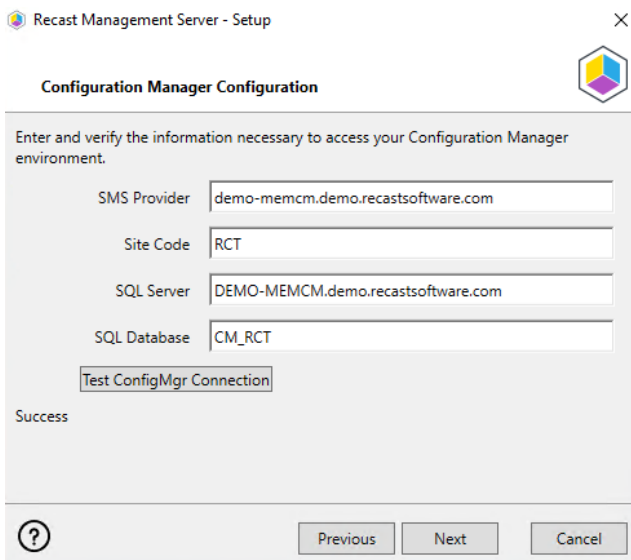 Recast Management Server - Setup
Configuration Manager Configuration
Enter and verify the information necessary to access your Configuration Manager
environment.
SMS Provider demo-memcm.demo.recastsoftware.com
Site Code RCT
SQL Server DEMO-MEMCM.demo.recastsoftware.com
SQL Database CM_RCT
Test ConfigMgr Connection
Success
? Previous Next Cancel